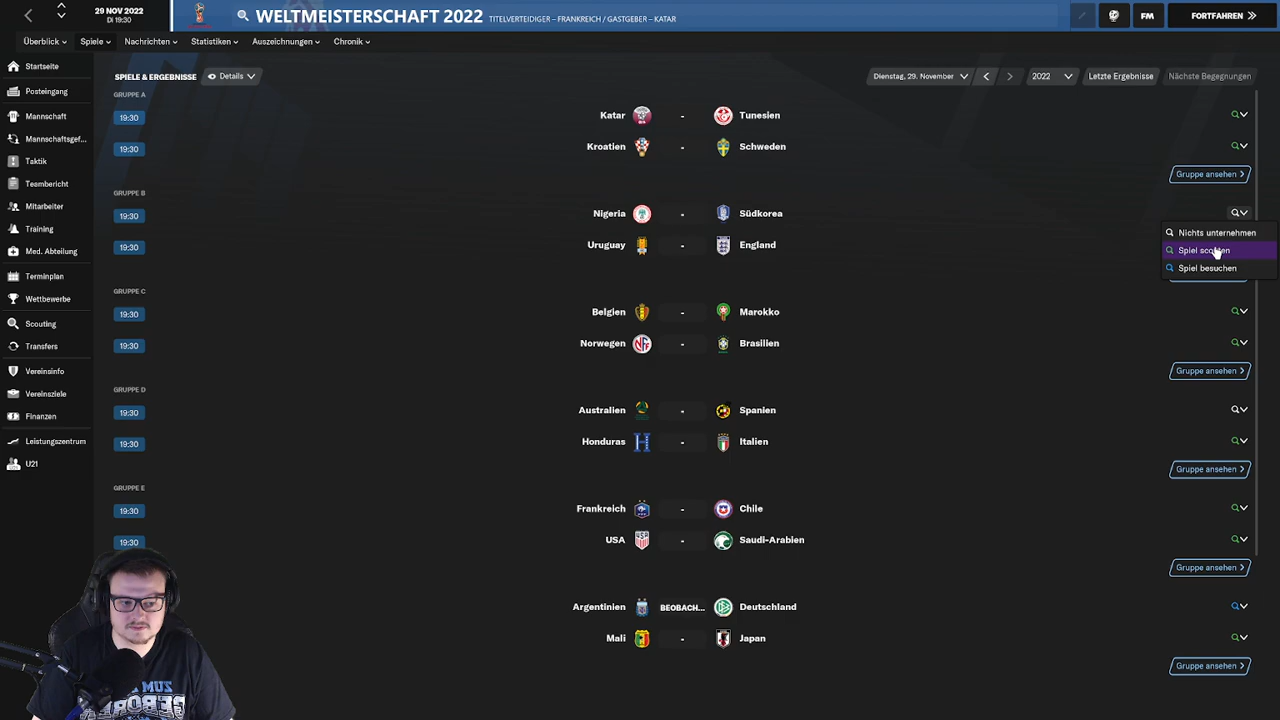 29 NOV 2022
DI 19:30
WELTMEISTERSCHAFT 2022 TITELVERTEIDIGER – FRANKREICH / GASTGEBER – KATAR
FM
FORTFAHREN
Überblick
Spiele
Nachrichten
Statistiken
Auszeichnungen
Chronik
Startseite
Posteingang
Mannschaft
Mannschaftsgef...
Taktik
Teambericht
Mitarbeiter
Training
Med. Abteilung
Terminplan
Wettbewerbe
Scouting
Transfers
Vereinsinfo
Vereinsziele
Finanzen
Leistungszentrum
U21
SPIELE & ERGEBNISSE
Details
Dienstag, 29. November
2022
Letzte Ergebnisse
Nächste Begegnungen
GRUPPE A
19:30 Katar - Tunesien
19:30 Kroatien - Schweden
Gruppe ansehen
GRUPPE B
19:30 Nigeria - Südkorea
19:30 Uruguay - England
Nichts unternehmen
Spiel scouten
Spiel besuchen
GRUPPE C
19:30 Belgien - Marokko
19:30 Norwegen - Brasilien
Gruppe ansehen
GRUPPE D
19:30 Australien - Spanien
19:30 Honduras - Italien
Gruppe ansehen
GRUPPE E
19:30 Frankreich - Chile
19:30 USA - Saudi-Arabien
Gruppe ansehen
Argentinien BEOBACH... Deutschland
Mali - Japan
Gruppe ansehen